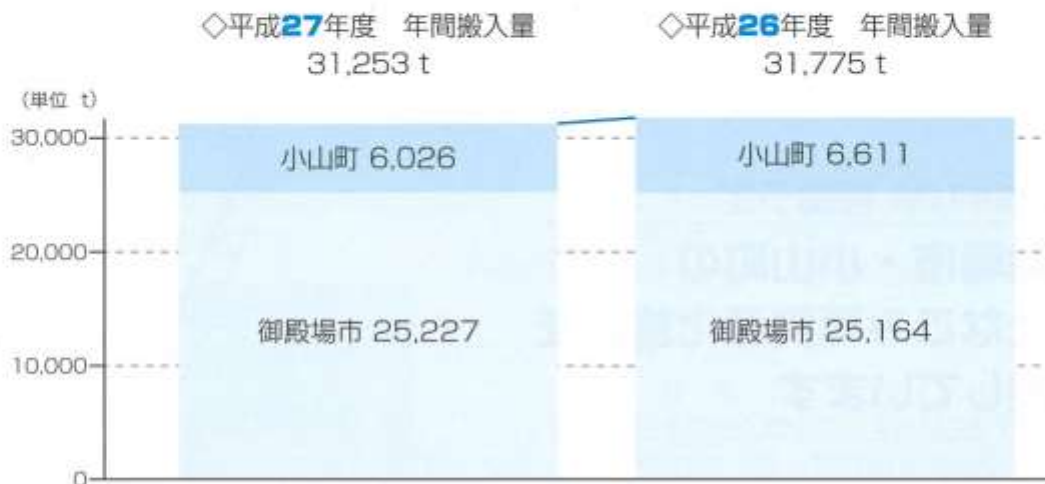 ◇平成27年度　年間搬入量
31,253 t
◇平成26年度　年間搬入量
31,775 t
（単位 t）
30,000
20,000
10,000
0
小山町 6,026
御殿場市 25,227
小山町 6,611
御殿場市 25,164